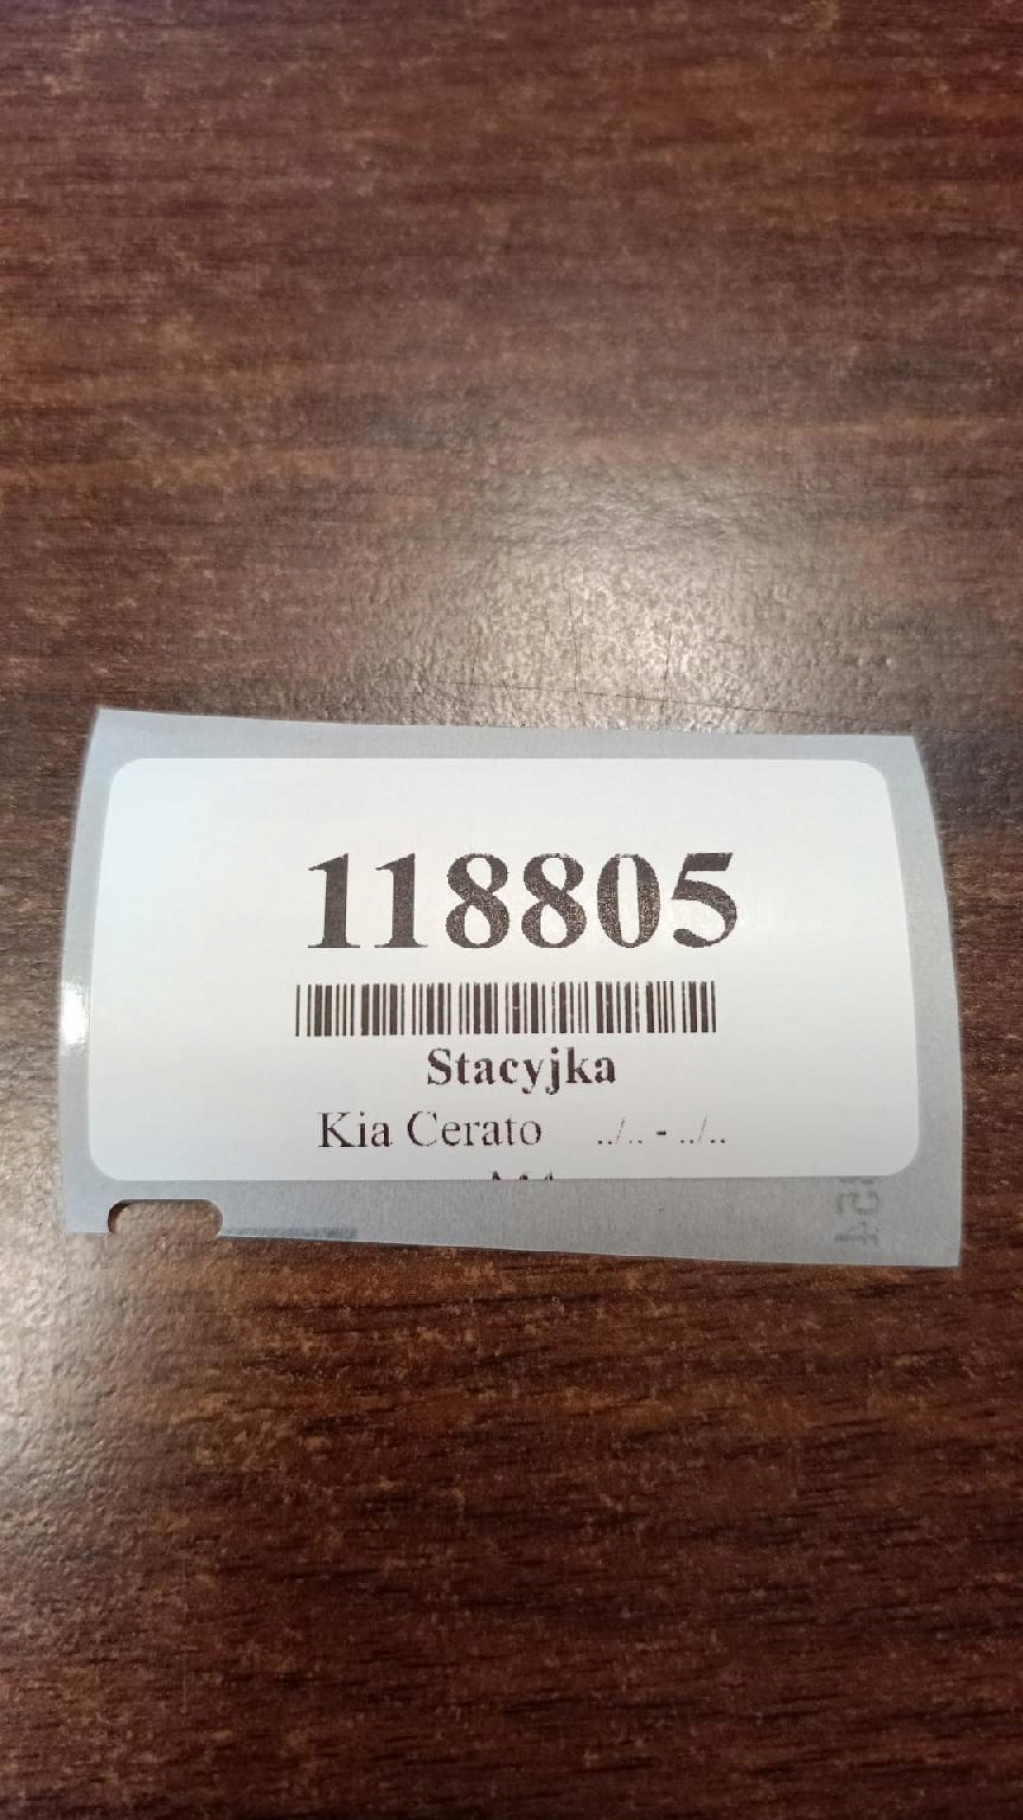 118805
Stacyjka
Kia Cerato ../.. - ../..